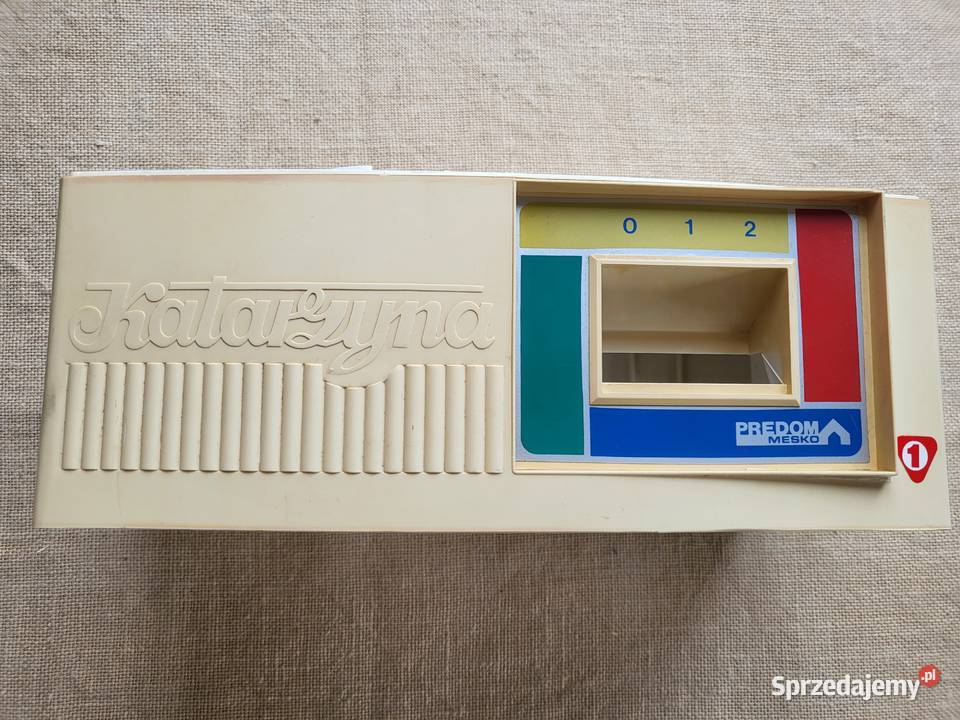 0 1 2
Katarzyna
PREDOM
MESKO
1
Sprzedajemy.pl